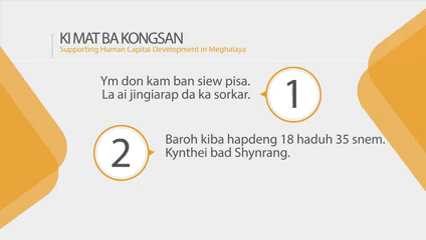 KI MAT BA KONGSAN
Supporting Human Capital Development in Meghalaya
Ym don kam ban siew pisa.
La ai jingiarap da ka sorkar.
1
2
Baroh kiba hapdeng 18 haduh 35 snem.
Kynthei bad Shynrang.